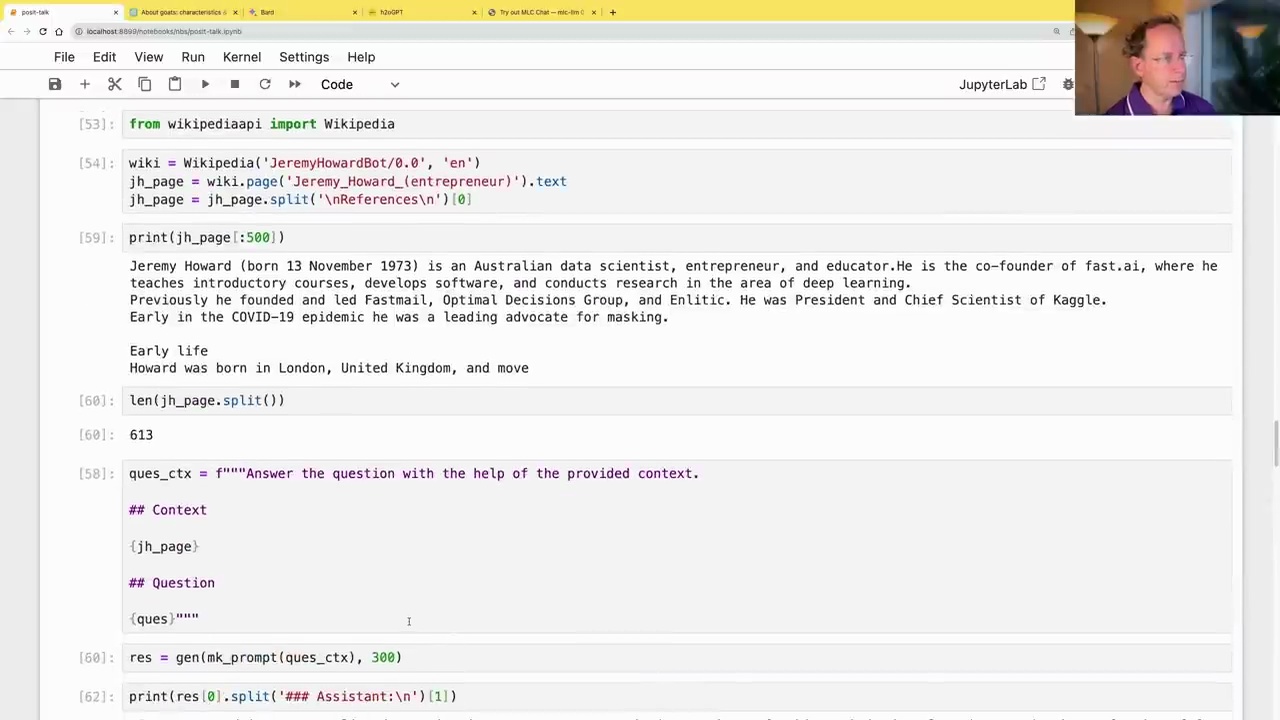 posit-talk
About goats: characteristics &
Bard
h2oGPT
Try out MLC Chat — mlc-llm
localhost:8899/notebooks/nbs/posit-talk.ipynb
File Edit View Run Kernel Settings Help
Code
JupyterLab
[53]: from wikipediaapi import Wikipedia
[54]: wiki = Wikipedia('JeremyHowardBot/0.0', 'en')
jh_page = wiki.page('Jeremy_Howard_(entrepreneur)').text
jh_page = jh_page.split('\nReferences\n')[0]
[59]: print(jh_page[:500])
Jeremy Howard (born 13 November 1973) is an Australian data scientist, entrepreneur, and educator.He is the co-founder of fast.ai, where he
teaches introductory courses, develops software, and conducts research in the area of deep learning.
Previously he founded and led Fastmail, Optimal Decisions Group, and Enlitic. He was President and Chief Scientist of Kaggle.
Early in the COVID-19 epidemic he was a leading advocate for masking.
Early life
Howard was born in London, United Kingdom, and move
[60]: len(jh_page.split())
[60]: 613
[58]: ques_ctx = f"""Answer the question with the help of the provided context.
## Context
{jh_page}
## Question
{ques}"""
[60]: res = gen(mk_prompt(ques_ctx), 300)
[62]: print(res[0].split('### Assistant:\n')[1])